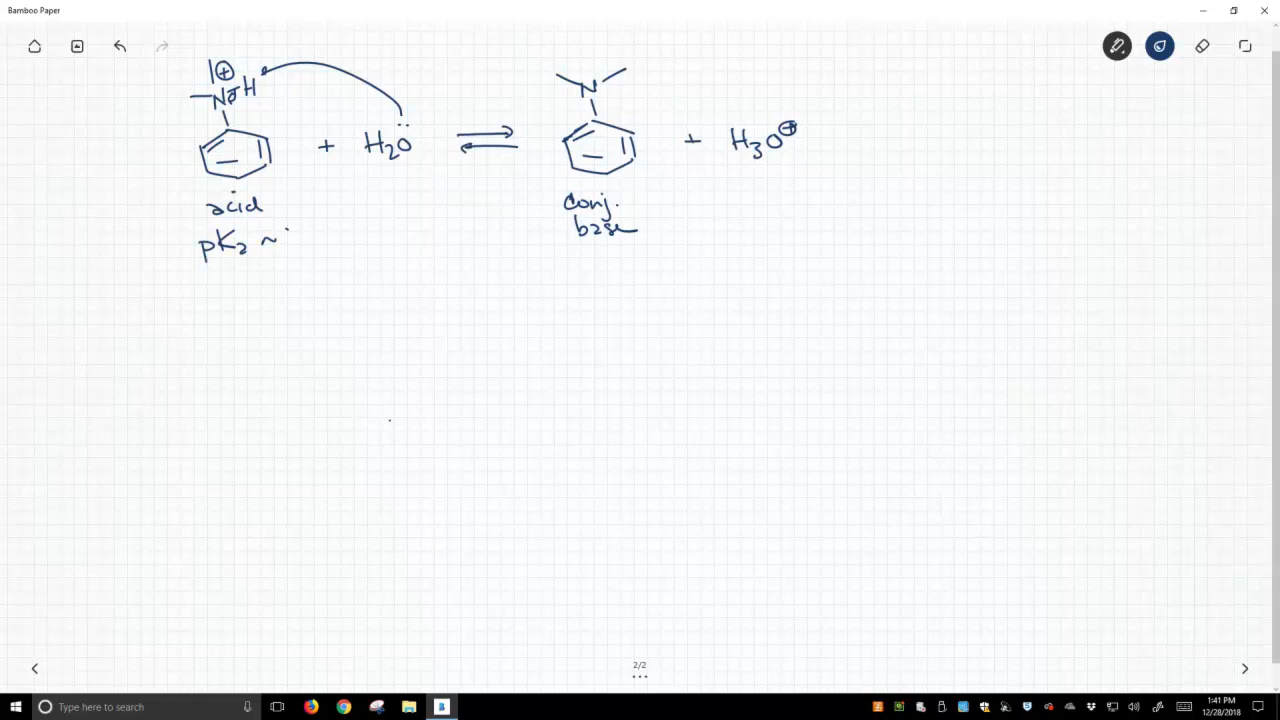 Bamboo Paper
⊕
N H
+ H₂O ⇌ N + H₃O⊕
acid
conj.
base
pKa ~
2/2
Type here to search
1:41 PM
12/28/2018